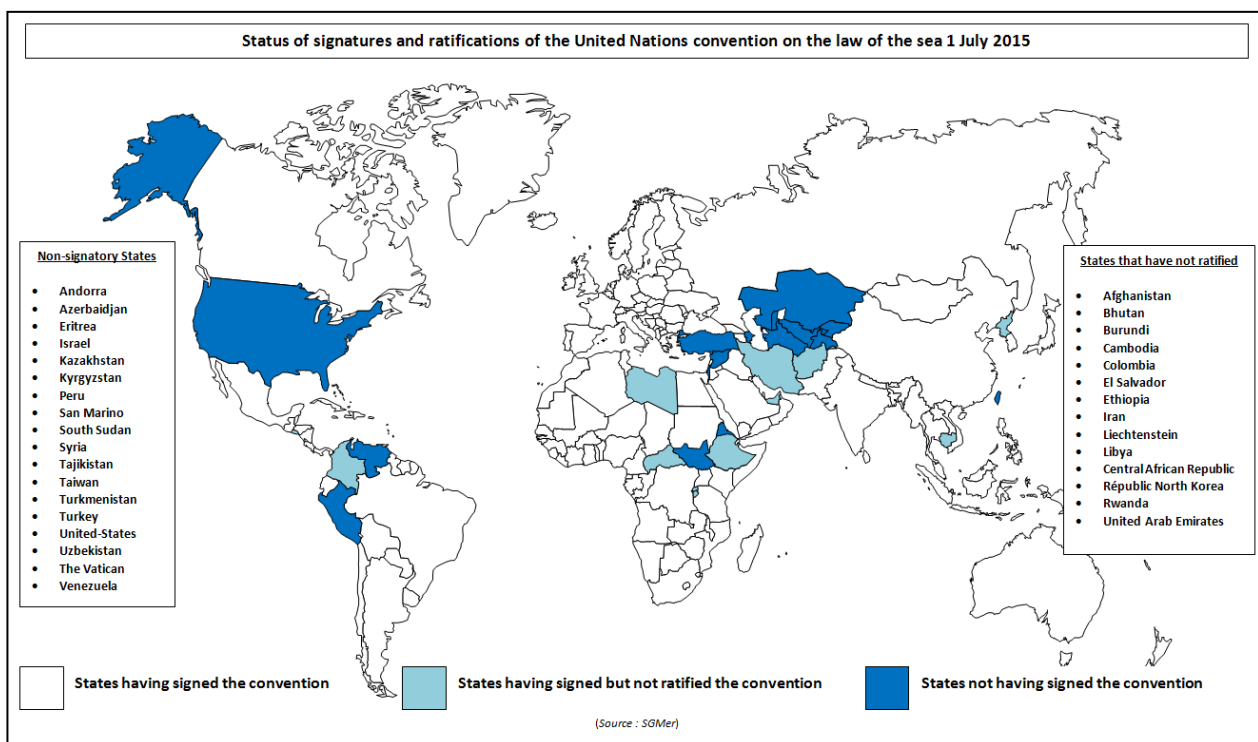 Status of signatures and ratifications of the United Nations convention on the law of the sea 1 July 2015
Non-signatory States
• Andorra
• Azerbaidjan
• Eritrea
• Israel
• Kazakhstan
• Kyrgyzstan
• Peru
• San Marino
• South Sudan
• Syria
• Tajikistan
• Taiwan
• Turkmenistan
• Turkey
• United-States
• Uzbekistan
• The Vatican
• Venezuela
States that have not ratified
• Afghanistan
• Bhutan
• Burundi
• Cambodia
• Colombia
• El Salvador
• Ethiopia
• Iran
• Liechtenstein
• Libya
• Central African Republic
• Républic North Korea
• Rwanda
• United Arab Emirates
States having signed the convention
States having signed but not ratified the convention
States not having signed the convention
(Source : SGMer)